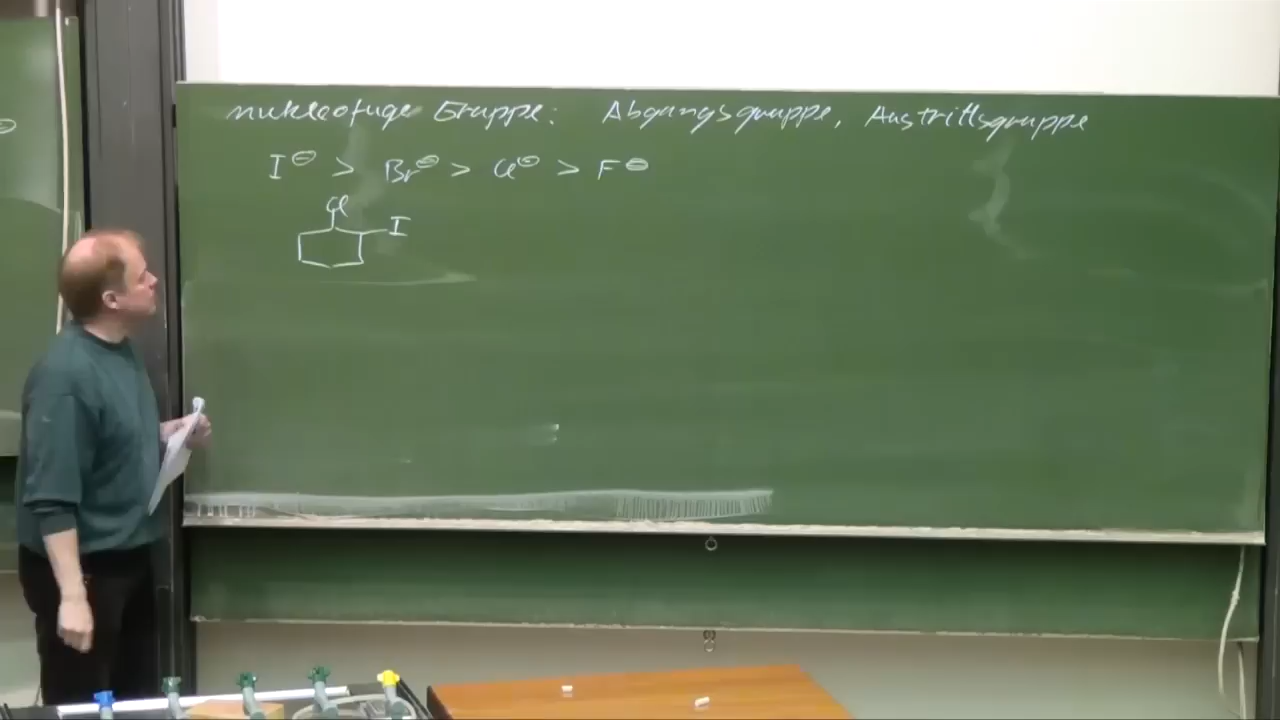 nukleofuge Gruppe: Abgangsgruppe, Austrittsgruppe
I⊖ > Br⊖ > Cl⊖ > F⊖
Cl
I